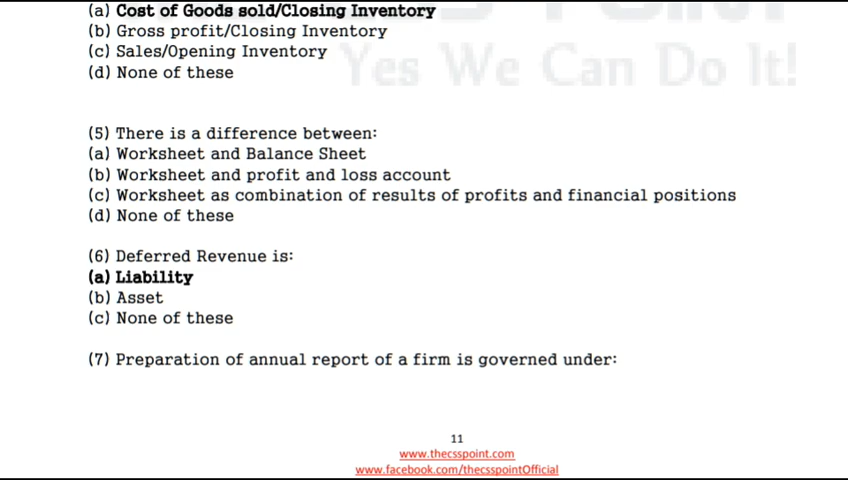 (a) Cost of Goods sold/Closing Inventory
(b) Gross profit/Closing Inventory
(c) Sales/Opening Inventory
(d) None of these
Yes We Can Do It!
(5) There is a difference between:
(a) Worksheet and Balance Sheet
(b) Worksheet and profit and loss account
(c) Worksheet as combination of results of profits and financial positions
(d) None of these
(6) Deferred Revenue is:
(a) Liability
(b) Asset
(c) None of these
(7) Preparation of annual report of a firm is governed under:
11
www.thecsspoint.com
www.facebook.com/thecsspointOfficial